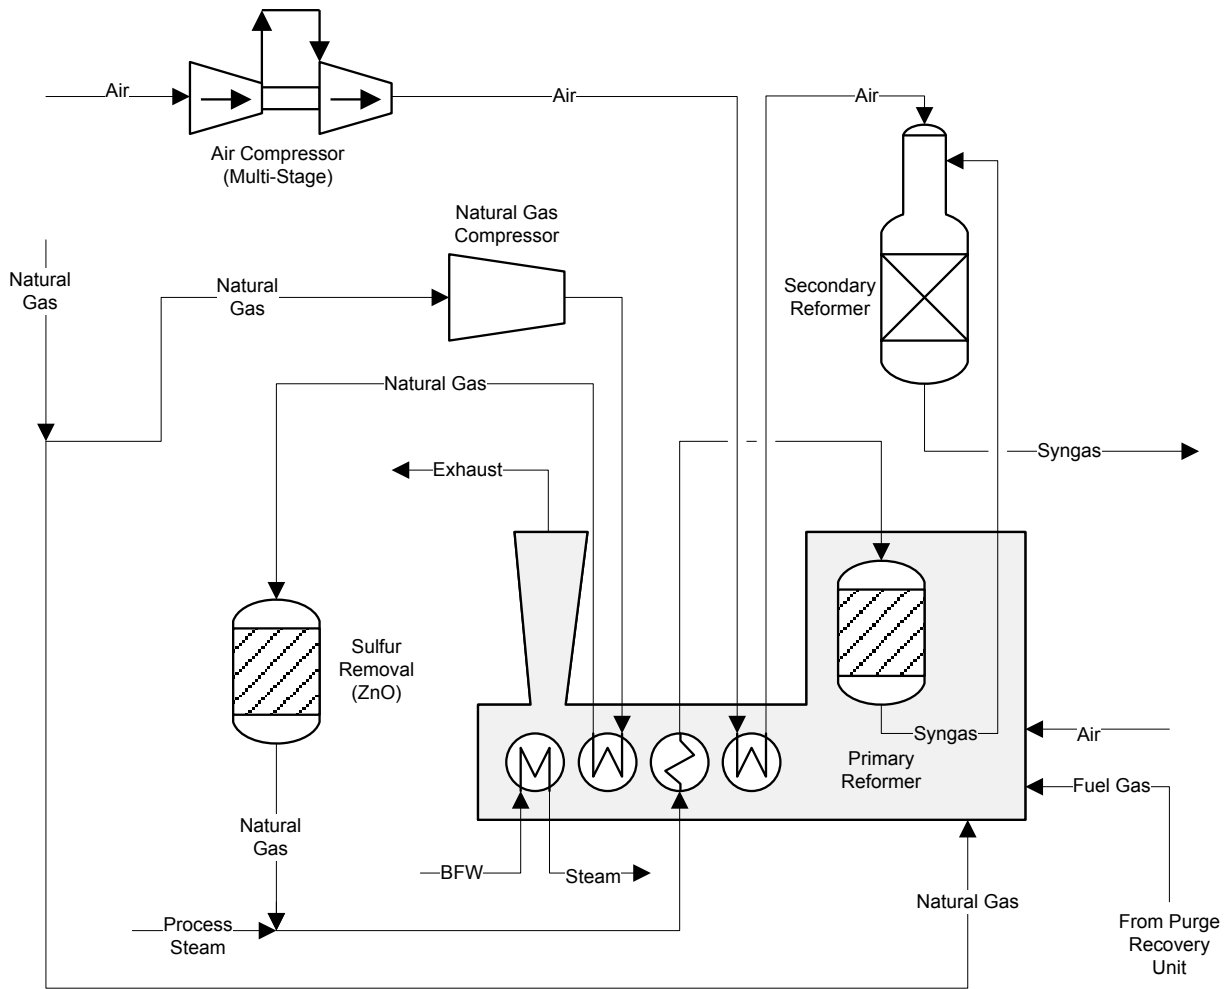 Air
Air
Air
Air Compressor
(Multi-Stage)
Natural Gas
Compressor
Natural
Gas
Natural
Gas
Secondary
Reformer
Natural Gas
Syngas
Exhaust
Sulfur
Removal
(ZnO)
Syngas
Air
Primary
Reformer
Fuel Gas
Natural
Gas
BFW
Steam
Natural Gas
Process
Steam
From Purge
Recovery
Unit